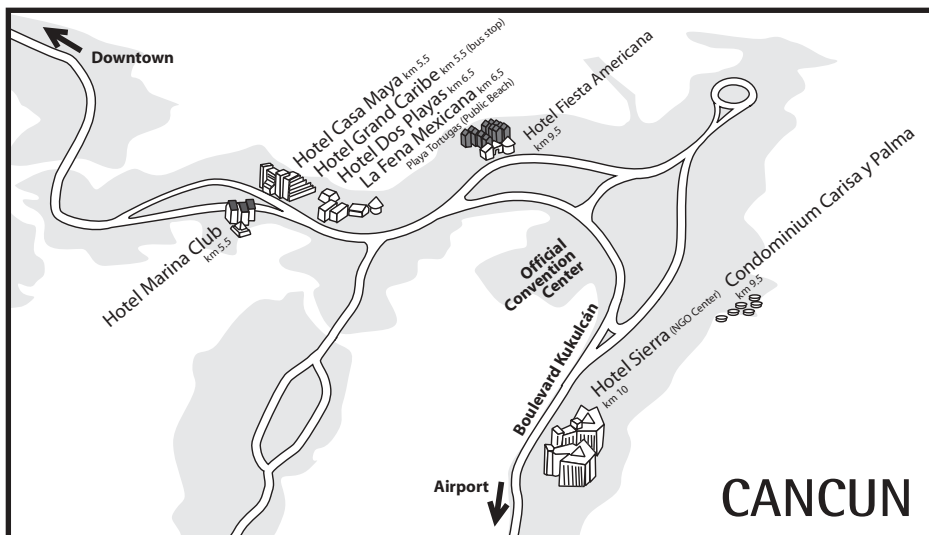 Downtown
Hotel Casa Maya km 5.5
Hotel Grand Caribe km 5.5 (bus stop)
Hotel Dos Playas km 6.5
La Fena Mexicana km 6.5
Playa Tortugas (Public Beach)
Hotel Fiesta Americana
km 9.5
Hotel Marina Club
km 5.5
Official
Convention
Center
Condominium Carisa y Palma
km 9.5
Boulevard Kukulcán
Hotel Sierra (NGO Center)
km 10
Airport
CANCUN